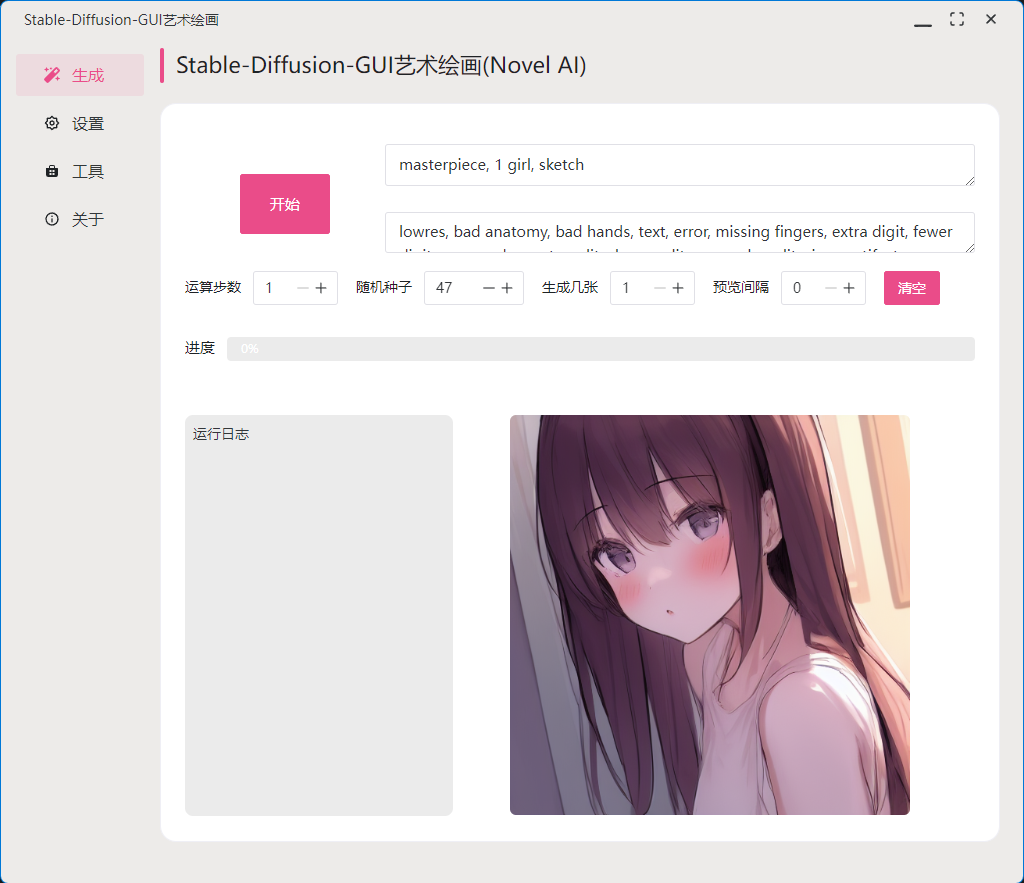 Stable-Diffusion-GUI艺术绘画
生成
设置
工具
关于
Stable-Diffusion-GUI艺术绘画(Novel AI)
开始
masterpiece, 1 girl, sketch
lowres, bad anatomy, bad hands, text, error, missing fingers, extra digit, fewer
运算步数 1 随机种子 47 生成几张 1 预览间隔 0 清空
进度 0%
运行日志